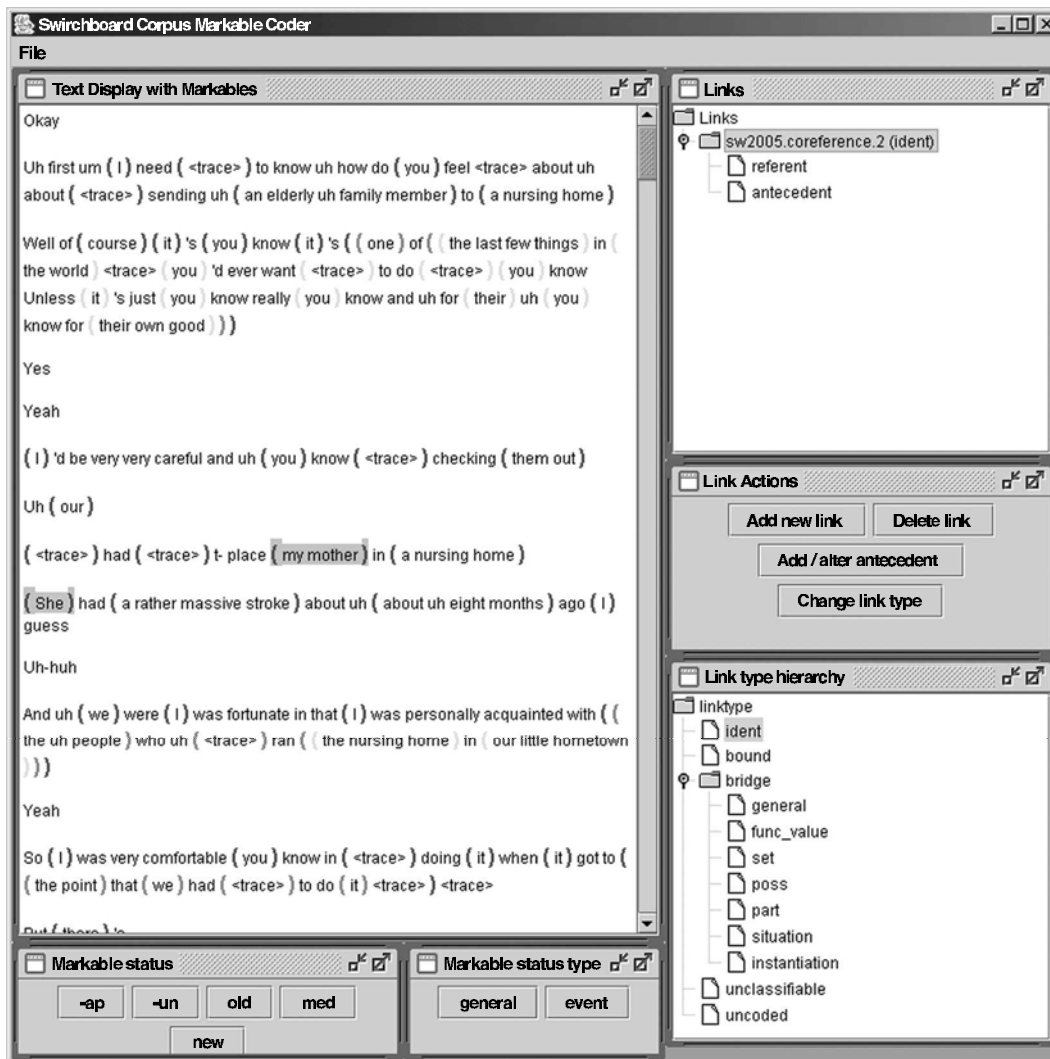 Swirchboard Corpus Markable Coder
File
Text Display with Markables
Okay
Uh first um ( I ) need ( <trace> ) to know uh how do ( you ) feel <trace> about uh
about ( <trace> ) sending uh ( an elderly uh family member ) to ( a nursing home )
Well of ( course ) ( it ) 's ( you ) know ( it ) 's ( ( one ) of ( ( the last few things ) in (
the world ) <trace> ( you ) 'd ever want ( <trace> ) to do ( <trace> ) ( you ) know
Unless ( it ) 's just ( you ) know really ( you ) know and uh for ( their ) uh ( you )
know for ( their own good ) ) )
Yes
Yeah
( I ) 'd be very very careful and uh ( you ) know ( <trace> ) checking ( them out )
Uh ( our )
( <trace> ) had ( <trace> ) t- place ( my mother ) in ( a nursing home )
( She ) had ( a rather massive stroke ) about uh ( about uh eight months ) ago ( I )
guess
Uh-huh
And uh ( we ) were ( I ) was fortunate in that ( I ) was personally acquainted with ( (
the uh people ) who uh ( <trace> ) ran ( ( the nursing home ) in ( our little hometown
) ) )
Yeah
So ( I ) was very comfortable ( you ) know in ( <trace> ) doing ( it ) when ( it ) got to (
( the point ) that ( we ) had ( <trace> ) to do ( it ) <trace> ) <trace>
But ( there ) 's
Markable status
-ap
-un
old
med
new
Markable status type
general
event
Links
Links
sw2005.coreference.2 (ident)
referent
antecedent
Link Actions
Add new link
Delete link
Add / alter antecedent
Change link type
Link type hierarchy
linktype
ident
bound
bridge
general
func_value
set
poss
part
situation
instantiation
unclassifiable
uncoded